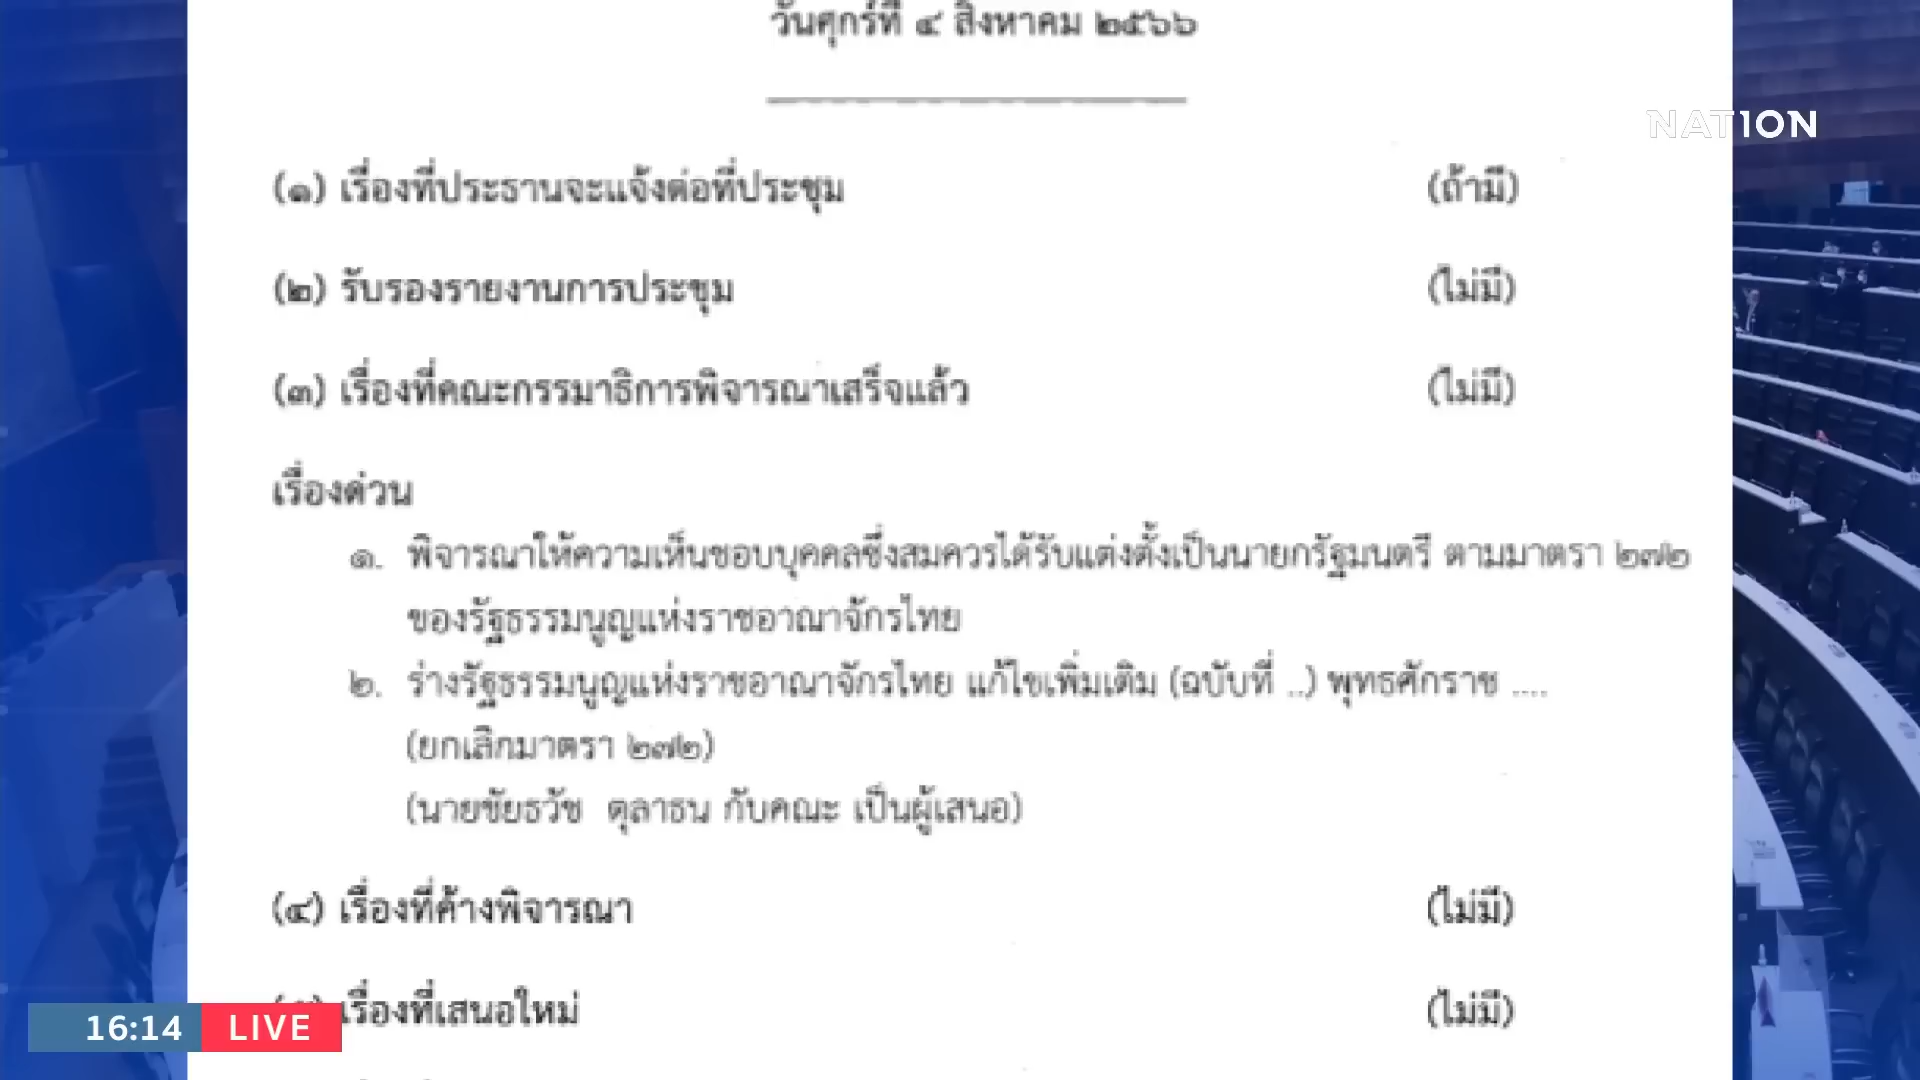 วันศุกร์ที่ ๔ สิงหาคม ๒๕๖๖
NATION
(๑) เรื่องที่ประธานจะแจ้งต่อที่ประชุม (ถ้ามี)
(๒) รับรองรายงานการประชุม (ไม่มี)
(๓) เรื่องที่คณะกรรมาธิการพิจารณาเสร็จแล้ว (ไม่มี)
เรื่องด่วน
๑. พิจารณาให้ความเห็นชอบบุคคลซึ่งสมควรได้รับแต่งตั้งเป็นนายกรัฐมนตรี ตามมาตรา ๒๗๒
ของรัฐธรรมนูญแห่งราชอาณาจักรไทย
๒. ร่างรัฐธรรมนูญแห่งราชอาณาจักรไทย แก้ไขเพิ่มเติม (ฉบับที่ ..) พุทธศักราช ....
(ยกเลิกมาตรา ๒๗๒)
(นายชัยธวัช ตุลาธน กับคณะ เป็นผู้เสนอ)
(๔) เรื่องที่ค้างพิจารณา (ไม่มี)
(๕) เรื่องที่เสนอใหม่ (ไม่มี)
16:14 LIVE